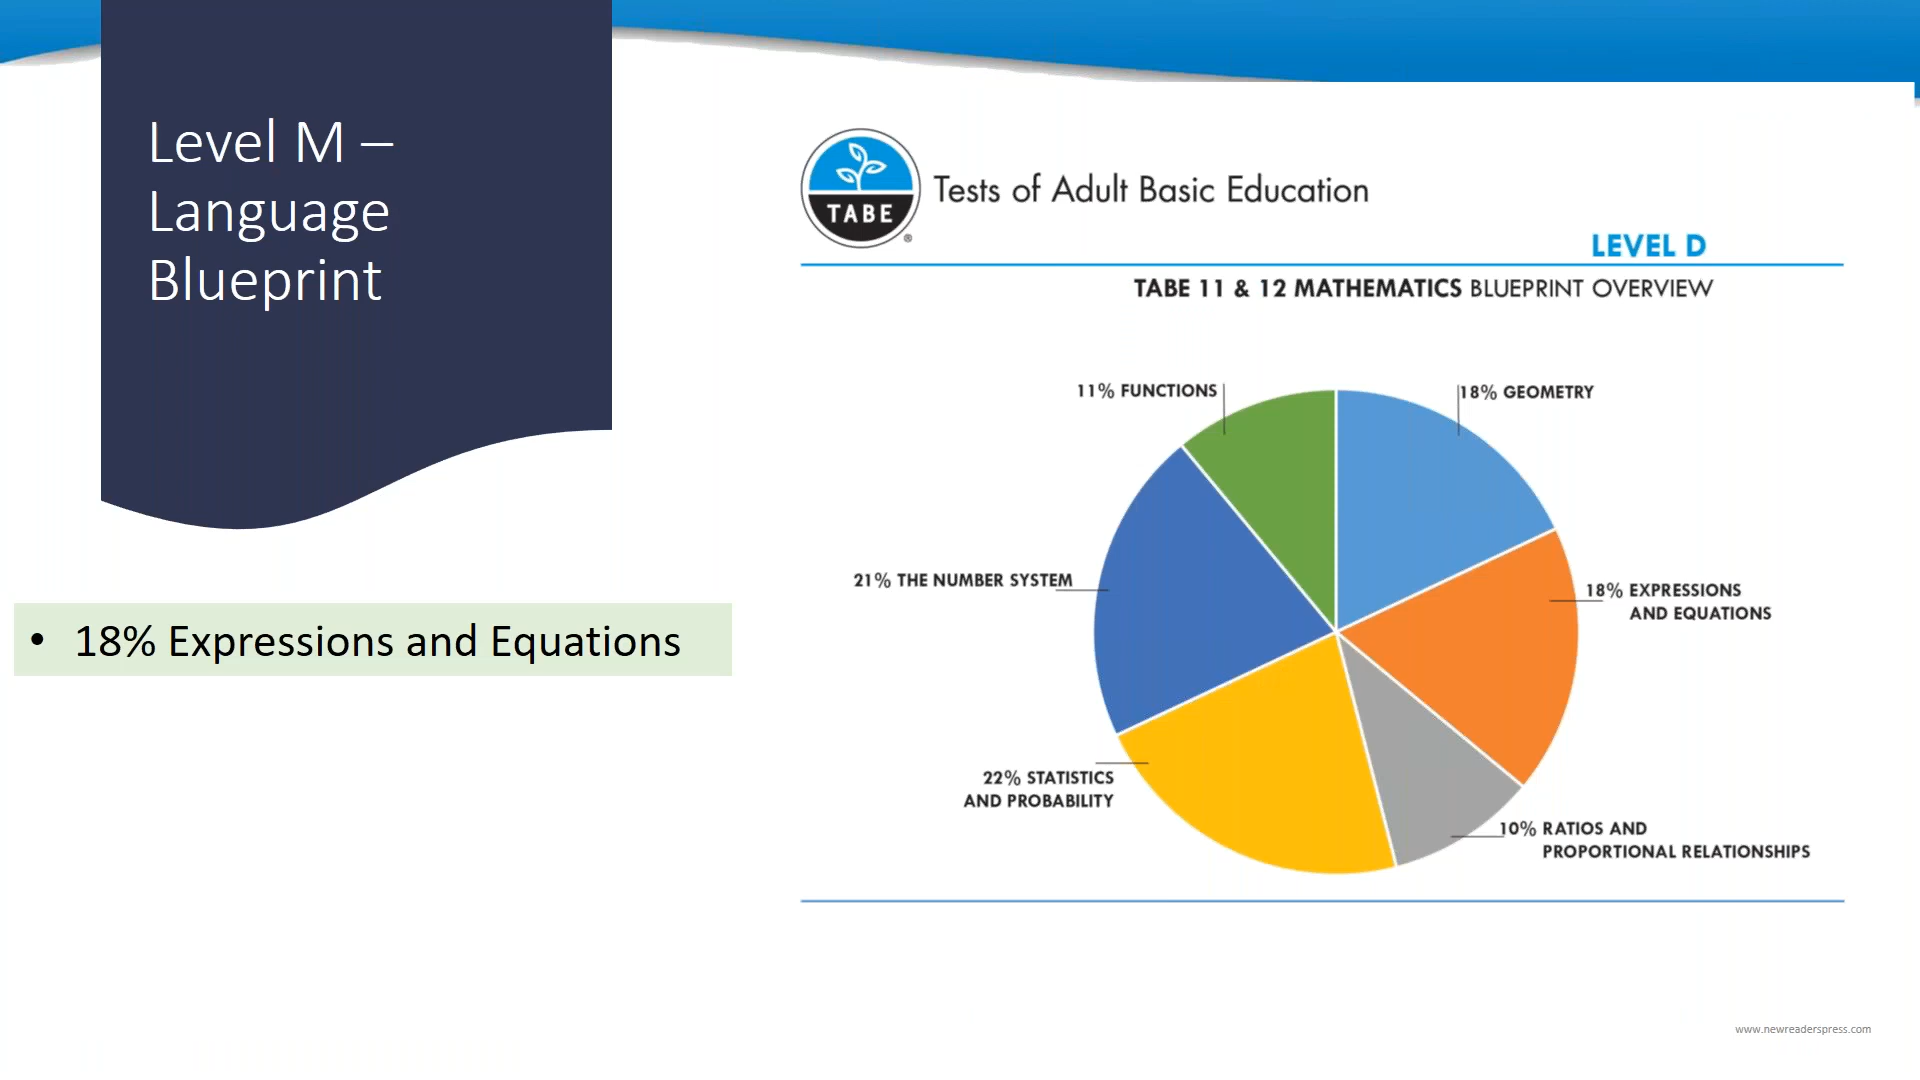 Level M –
Language
Blueprint
• 18% Expressions and Equations
TABE
®
Tests of Adult Basic Education
LEVEL D
TABE 11 & 12 MATHEMATICS BLUEPRINT OVERVIEW
11% FUNCTIONS
18% GEOMETRY
21% THE NUMBER SYSTEM
18% EXPRESSIONS
AND EQUATIONS
22% STATISTICS
AND PROBABILITY
10% RATIOS AND
PROPORTIONAL RELATIONSHIPS
www.newreaderspress.com